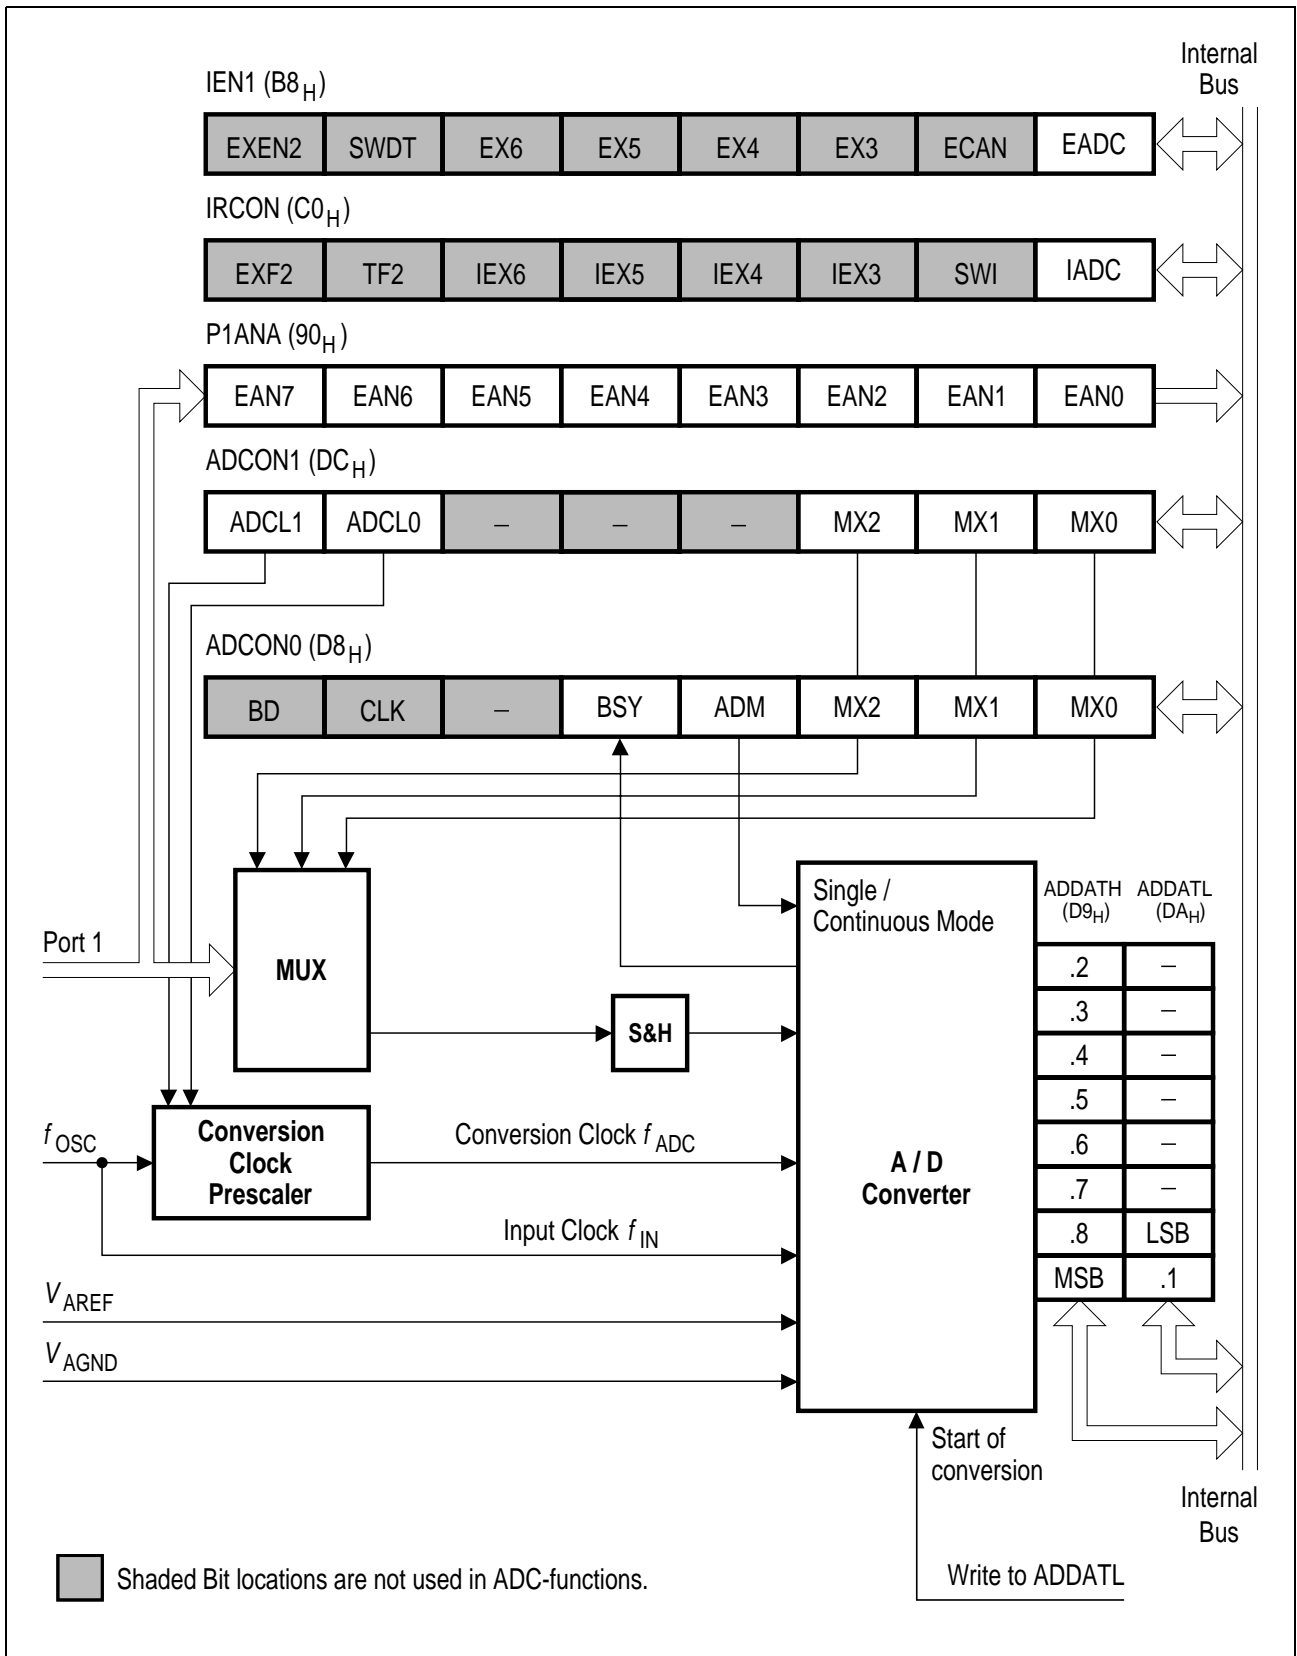 Internal
Bus
IEN1 (B8H)
EXEN2 SWDT EX6 EX5 EX4 EX3 ECAN EADC
IRCON (C0H)
EXF2 TF2 IEX6 IEX5 IEX4 IEX3 SWI IADC
P1ANA (90H)
EAN7 EAN6 EAN5 EAN4 EAN3 EAN2 EAN1 EAN0
ADCON1 (DCH)
ADCL1 ADCL0 – – – MX2 MX1 MX0
ADCON0 (D8H)
BD CLK – BSY ADM MX2 MX1 MX0
Single /
Continuous Mode
ADDATH ADDATL
(D9H) (DAH)
Port 1
MUX
S&H
.2 –
.3 –
.4 –
.5 –
.6 –
.7 –
.8 LSB
MSB .1
fOSC
Conversion
Clock
Prescaler
Conversion Clock fADC
A / D
Converter
Input Clock fIN
VAREF
VAGND
Start of
conversion
Internal
Bus
Write to ADDATL
Shaded Bit locations are not used in ADC-functions.